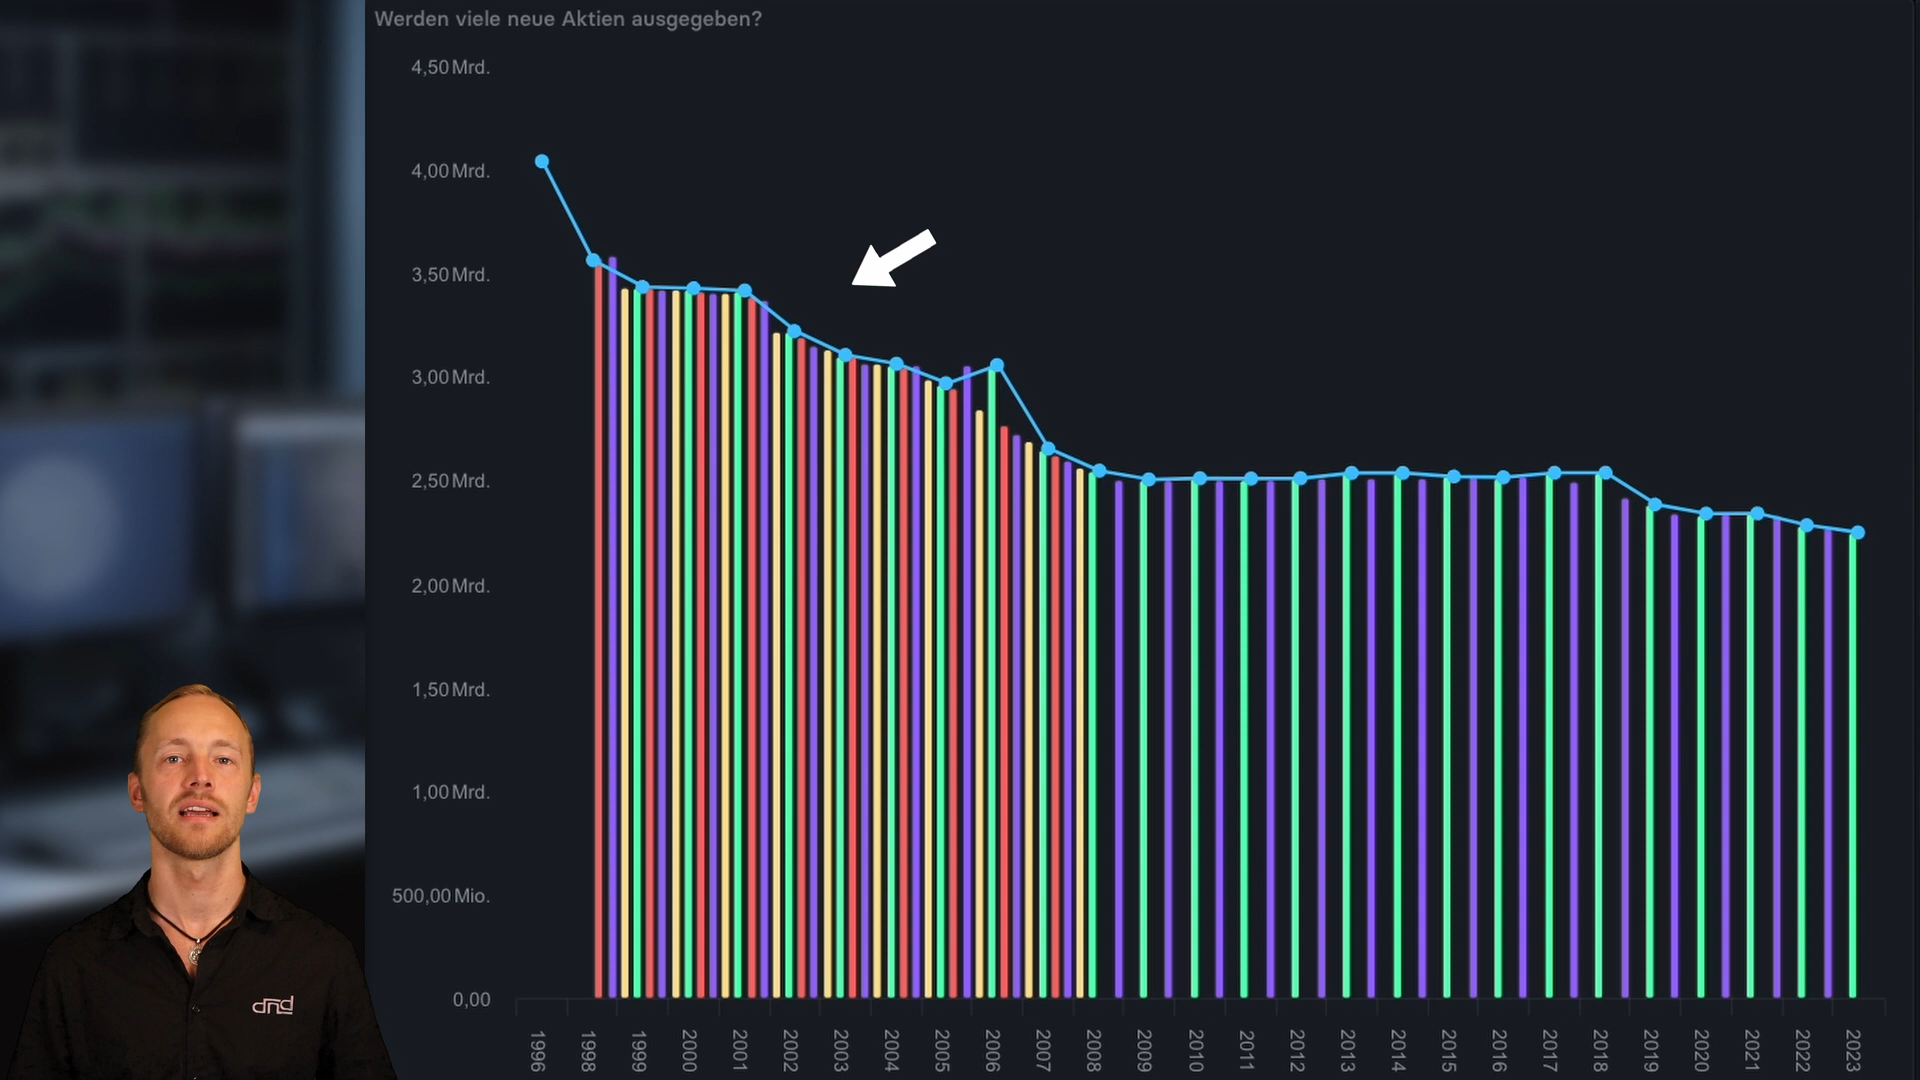 Werden viele neue Aktien ausgegeben?
4,50 Mrd.
4,00 Mrd.
3,50 Mrd.
3,00 Mrd.
2,50 Mrd.
2,00 Mrd.
1,50 Mrd.
1,00 Mrd.
500,00 Mio.
0,00
1996
1998
1999
2000
2001
2002
2003
2004
2005
2006
2007
2008
2009
2010
2011
2012
2013
2014
2015
2016
2017
2018
2019
2020
2021
2022
2023
dnd